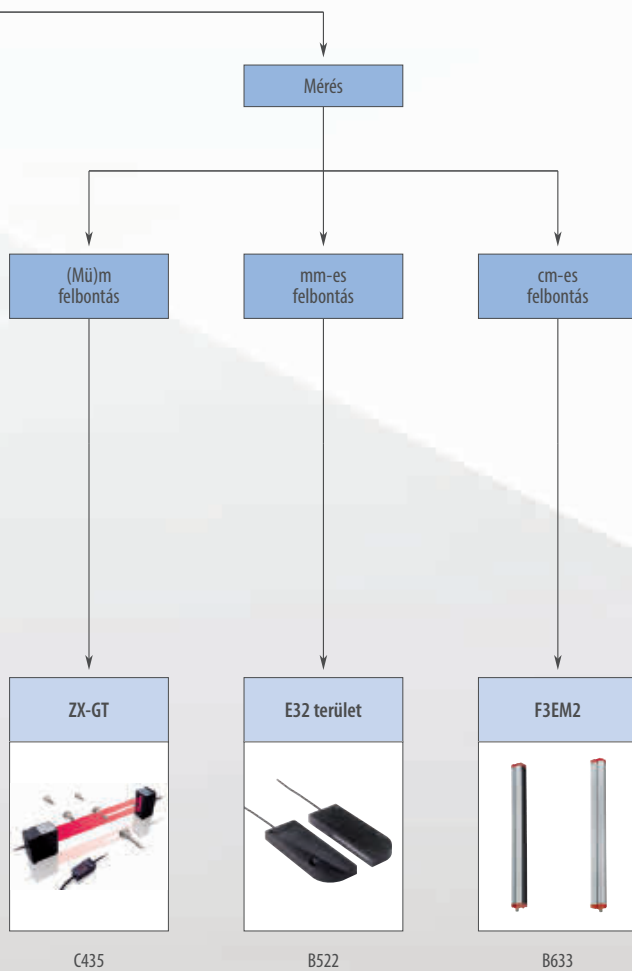 Mérés
(Mü)m
felbontás
mm-es
felbontás
cm-es
felbontás
ZX-GT
E32 terület
F3EM2
C435
B522
B633